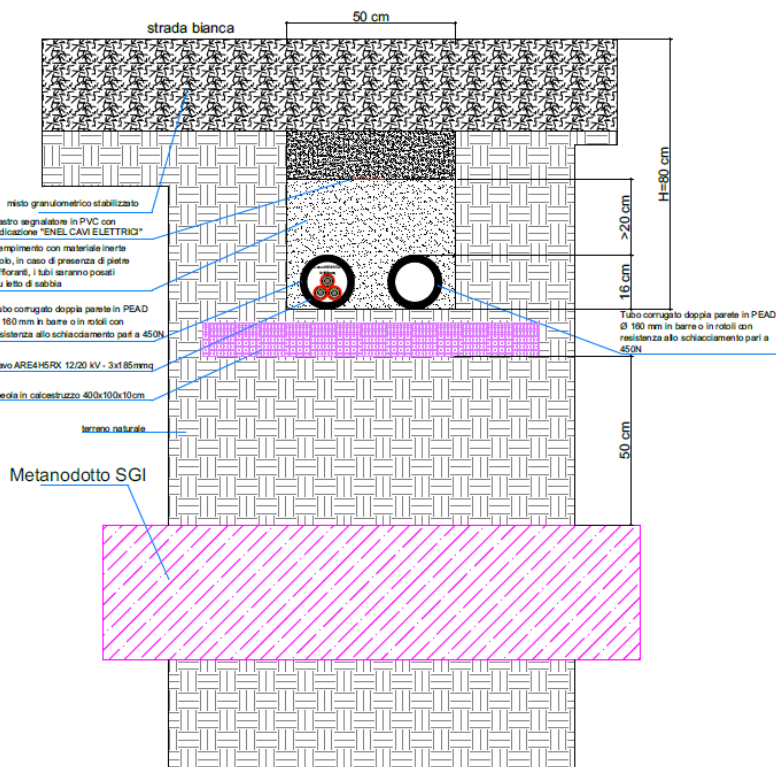 50 cm
strada bianca
H=80 cm
misto granulometrico stabilizzato
astro segnalatore in PVC con
dicazione "ENEL CAVI ELETTRICI"
>20 cm
empimento con materiale inerte
olo, in caso di presenza di pietre
fioranti, i tubi saranno posati
u letto di sabbia
16 cm
ubo corrugato doppia parete in PEAD
160 mm in barre o in rotoli con
esistenza allo schiacciamento pari a 450N
Tubo corrugato doppia parete in PEAD
Ø 160 mm in barre o in rotoli con
resistenza allo schiacciamento pari a
450N
avo ARE4H5RX 12/20 kV - 3x185mmq
eola in calcestruzzo 400x100x10cm
terreno naturale
50 cm
Metanodotto SGI